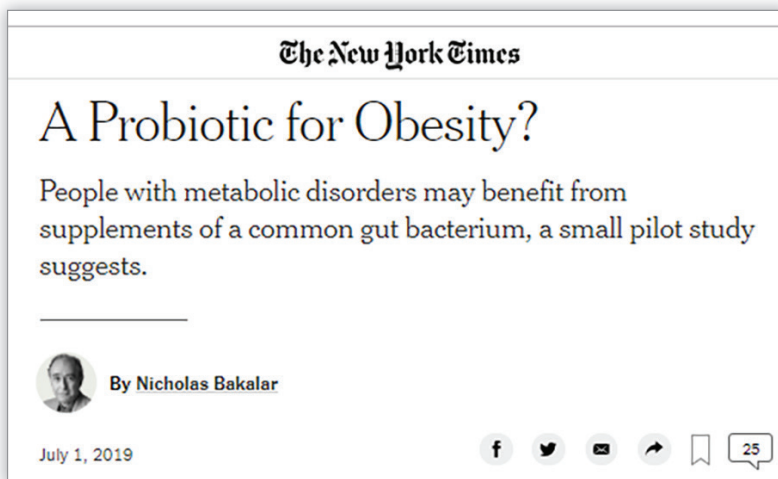 The New York Times
A Probiotic for Obesity?
People with metabolic disorders may benefit from
supplements of a common gut bacterium, a small pilot study
suggests.
By Nicholas Bakalar
July 1, 2019
25